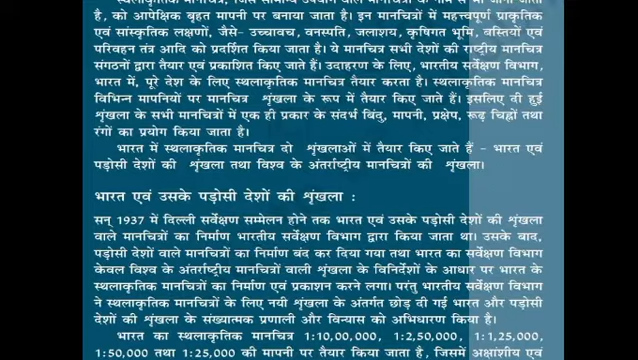 स्थलाकृतिक मानचित्र, जिसे सामान्य उपयोग वाले मानचित्रों के नाम से भी जाना जाता
है, को आपेक्षिक बृहत मापनी पर बनाया जाता है। इन मानचित्रों में महत्त्वपूर्ण प्राकृतिक
एवं सांस्कृतिक लक्षणों, जैसे- उच्चावच, वनस्पति, जलाशय, कृषिगत भूमि, बस्तियों एवं
परिवहन तंत्र आदि को प्रदर्शित किया जाता है। ये मानचित्र सभी देशों की राष्ट्रीय मानचित्र
संगठनों द्वारा तैयार एवं प्रकाशित किए जाते हैं। उदाहरण के लिए, भारतीय सर्वेक्षण विभाग,
भारत में, पूरे देश के लिए स्थलाकृतिक मानचित्र तैयार करता है। स्थलाकृतिक मानचित्र
विभिन्न मापनियों पर मानचित्र शृंखला के रूप में तैयार किए जाते हैं। इसलिए दी हुई
शृंखला के सभी मानचित्रों में एक ही प्रकार के संदर्भ बिंदु, मापनी, प्रक्षेप, रूढ़ चिह्नों तथा
रंगों का प्रयोग किया जाता है।
भारत में स्थलाकृतिक मानचित्र दो शृंखलाओं में तैयार किए जाते हैं - भारत एवं
पड़ोसी देशों की शृंखला तथा विश्व के अंतर्राष्ट्रीय मानचित्रों की शृंखला।
भारत एवं उसके पड़ोसी देशों की शृंखला :
सन् 1937 में दिल्ली सर्वेक्षण सम्मेलन होने तक भारत एवं उसके पड़ोसी देशों की शृंखला
वाले मानचित्रों का निर्माण भारतीय सर्वेक्षण विभाग द्वारा किया जाता था। उसके बाद,
पड़ोसी देशों वाले मानचित्रों का निर्माण बंद कर दिया गया तथा भारत का सर्वेक्षण विभाग
केवल विश्व के अंतर्राष्ट्रीय मानचित्रों वाली शृंखला के विनिर्देशों के आधार पर भारत के
स्थलाकृतिक मानचित्रों का निर्माण एवं प्रकाशन करने लगा। परंतु भारतीय सर्वेक्षण विभाग
ने स्थलाकृतिक मानचित्रों के लिए नयी शृंखला के अंतर्गत छोड़ दी गई भारत और पड़ोसी
देशों की शृंखला के संख्यात्मक प्रणाली और विन्यास को अभिधारण किया है।
भारत का स्थलाकृतिक मानचित्र 1:10,00,000, 1:2,50,000, 1:1,25,000,
1:50,000 तथा 1:25,000 की मापनी पर तैयार किया जाता है, जिसमें अक्षांशीय एवं